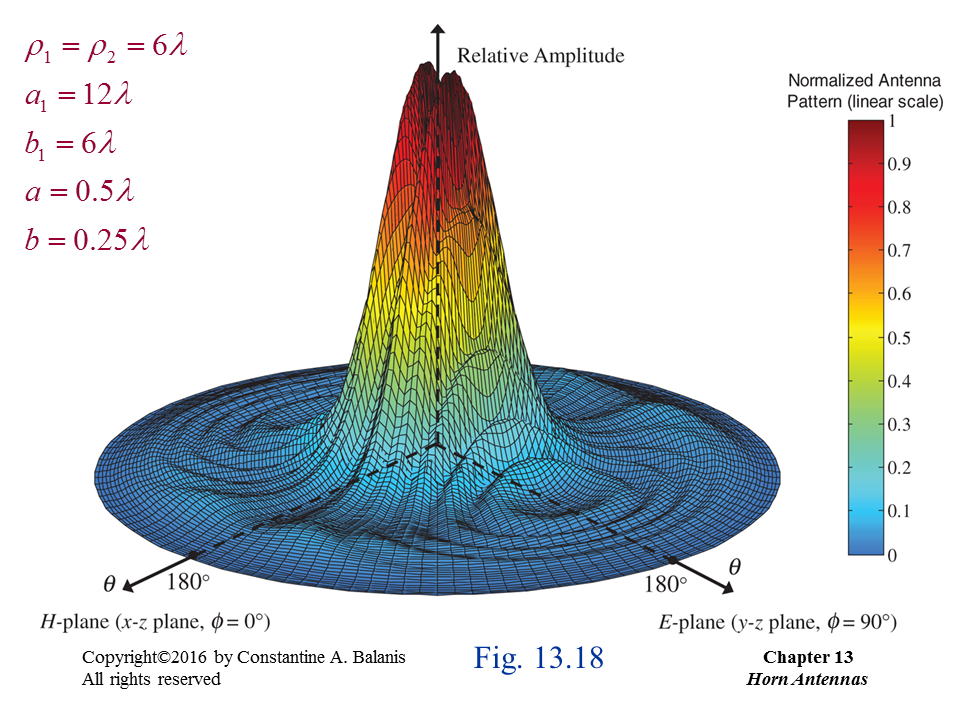 ρ₁ = ρ₂ = 6λ
a₁ = 12λ
b₁ = 6λ
a = 0.5λ
b = 0.25λ
Relative Amplitude
Normalized Antenna
Pattern (linear scale)
1
0.9
0.8
0.7
0.6
0.5
0.4
0.3
0.2
0.1
0
θ
180°
180°
θ
H-plane (x-z plane, ϕ = 0°)
E-plane (y-z plane, ϕ = 90°)
Copyright©2016 by Constantine A. Balanis
All rights reserved
Fig. 13.18
Chapter 13
Horn Antennas